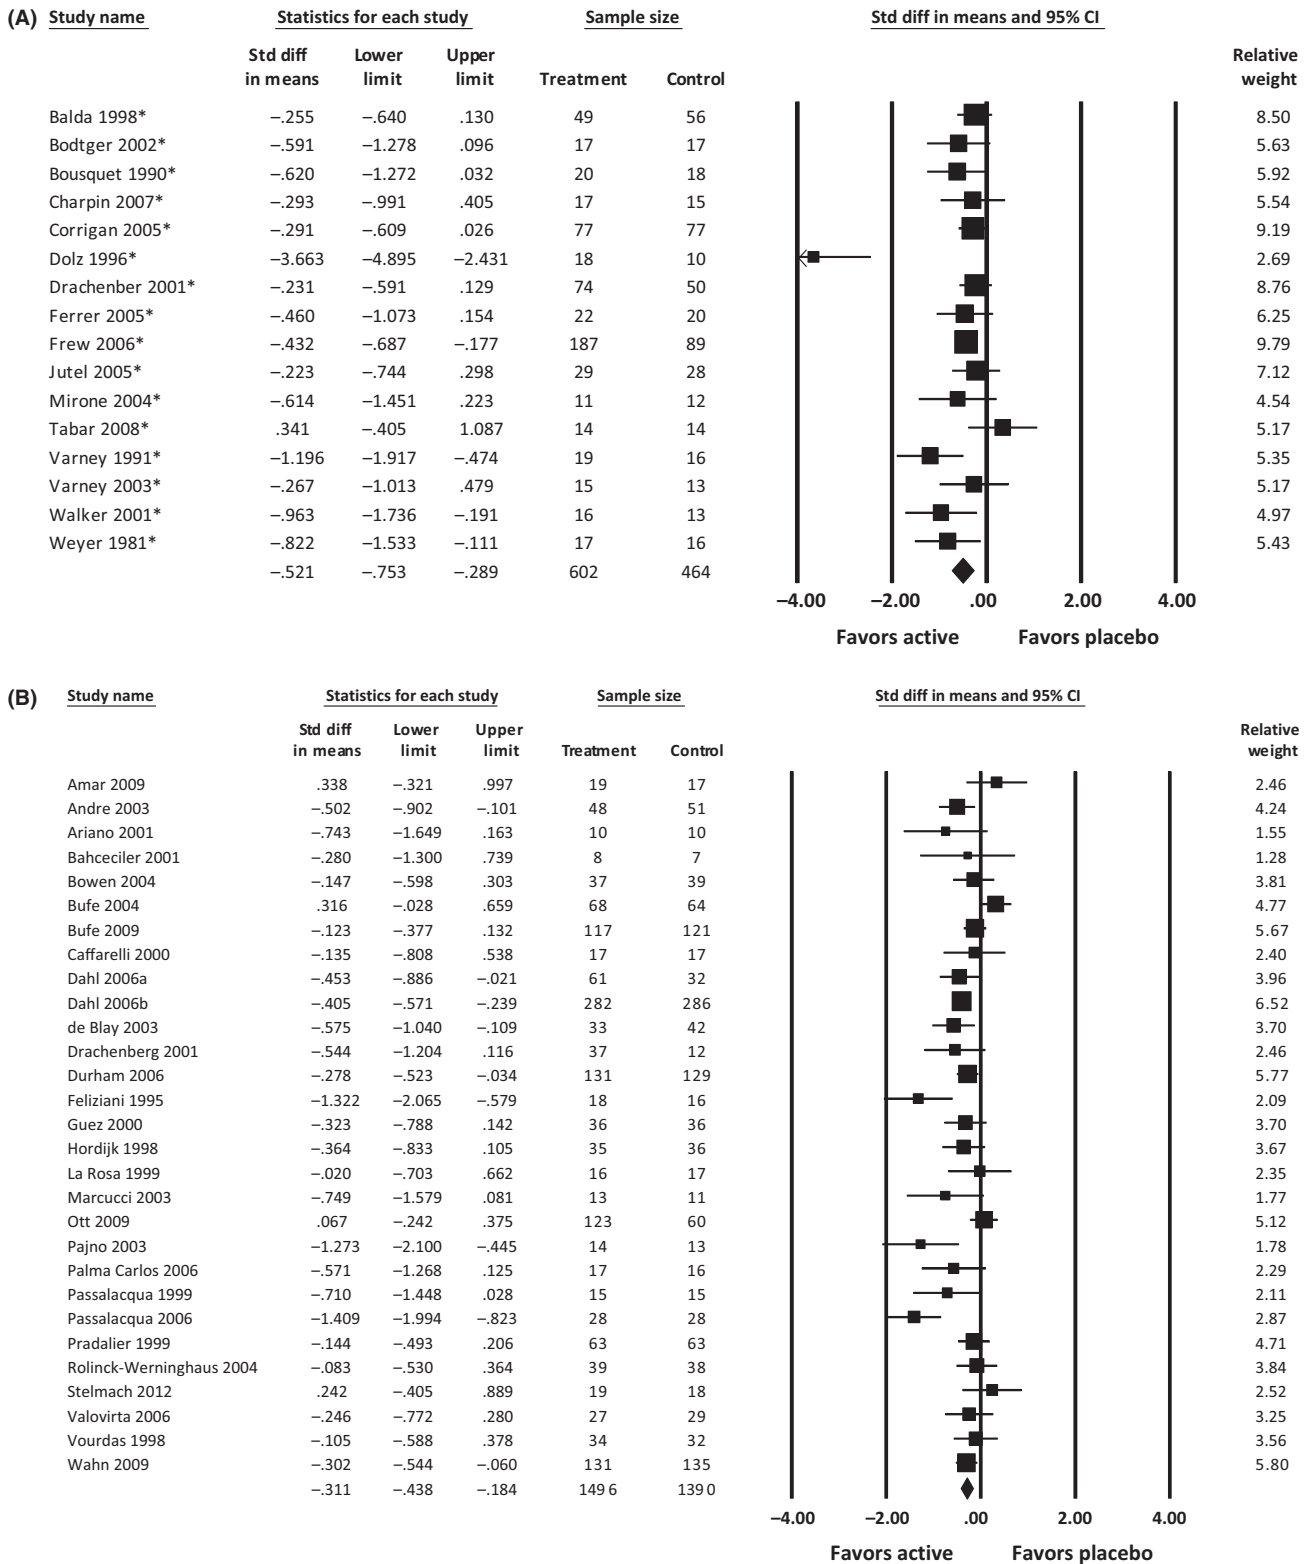 (A) Study name Statistics for each study Sample size Std diff in means and 95% CI
Std diff Lower Upper Relative
in means limit limit Treatment Control weight
Balda 1998* –.255 –.640 .130 49 56 8.50
Bodtger 2002* –.591 –1.278 .096 17 17 5.63
Bousquet 1990* –.620 –1.272 .032 20 18 5.92
Charpin 2007* –.293 –.991 .405 17 15 5.54
Corrigan 2005* –.291 –.609 .026 77 77 9.19
Dolz 1996* –3.663 –4.895 –2.431 18 10 2.69
Drachenber 2001* –.231 –.591 .129 74 50 8.76
Ferrer 2005* –.460 –1.073 .154 22 20 6.25
Frew 2006* –.432 –.687 –.177 187 89 9.79
Jutel 2005* –.223 –.744 .298 29 28 7.12
Mirone 2004* –.614 –1.451 .223 11 12 4.54
Tabar 2008* .341 –.405 1.087 14 14 5.17
Varney 1991* –1.196 –1.917 –.474 19 16 5.35
Varney 2003* –.267 –1.013 .479 15 13 5.17
Walker 2001* –.963 –1.736 –.191 16 13 4.97
Weyer 1981* –.822 –1.533 –.111 17 16 5.43
–.521 –.753 –.289 602 464
–4.00 –2.00 .00 2.00 4.00
Favors active Favors placebo
(B) Study name Statistics for each study Sample size Std diff in means and 95% CI
Std diff Lower Upper Relative
in means limit limit Treatment Control weight
Amar 2009 .338 –.321 .997 19 17 2.46
Andre 2003 –.502 –.902 –.101 48 51 4.24
Ariano 2001 –.743 –1.649 .163 10 10 1.55
Bahceciler 2001 –.280 –1.300 .739 8 7 1.28
Bowen 2004 –.147 –.598 .303 37 39 3.81
Bufe 2004 .316 –.028 .659 68 64 4.77
Bufe 2009 –.123 –.377 .132 117 121 5.67
Caffarelli 2000 –.135 –.808 .538 17 17 2.40
Dahl 2006a –.453 –.886 –.021 61 32 3.96
Dahl 2006b –.405 –.571 –.239 282 286 6.52
de Blay 2003 –.575 –1.040 –.109 33 42 3.70
Drachenberg 2001 –.544 –1.204 .116 37 12 2.46
Durham 2006 –.278 –.523 –.034 131 129 5.77
Feliziani 1995 –1.322 –2.065 –.579 18 16 2.09
Guez 2000 –.323 –.788 .142 36 36 3.70
Hordijk 1998 –.364 –.833 .105 35 36 3.67
La Rosa 1999 –.020 –.703 .662 16 17 2.35
Marcucci 2003 –.749 –1.579 .081 13 11 1.77
Ott 2009 .067 –.242 .375 123 60 5.12
Pajno 2003 –1.273 –2.100 –.445 14 13 1.78
Palma Carlos 2006 –.571 –1.268 .125 17 16 2.29
Passalacqua 1999 –.710 –1.448 .028 15 15 2.11
Passalacqua 2006 –1.409 –1.994 –.823 28 28 2.87
Pradalier 1999 –.144 –.493 .206 63 63 4.71
Rolinck-Werninghaus 2004 –.083 –.530 .364 39 38 3.84
Stelmach 2012 .242 –.405 .889 19 18 2.52
Valovirta 2006 –.246 –.772 .280 27 29 3.25
Vourdas 1998 –.105 –.588 .378 34 32 3.56
Wahn 2009 –.302 –.544 –.060 131 135 5.80
–.311 –.438 –.184 1496 1390
–4.00 –2.00 .00 2.00 4.00
Favors active Favors placebo